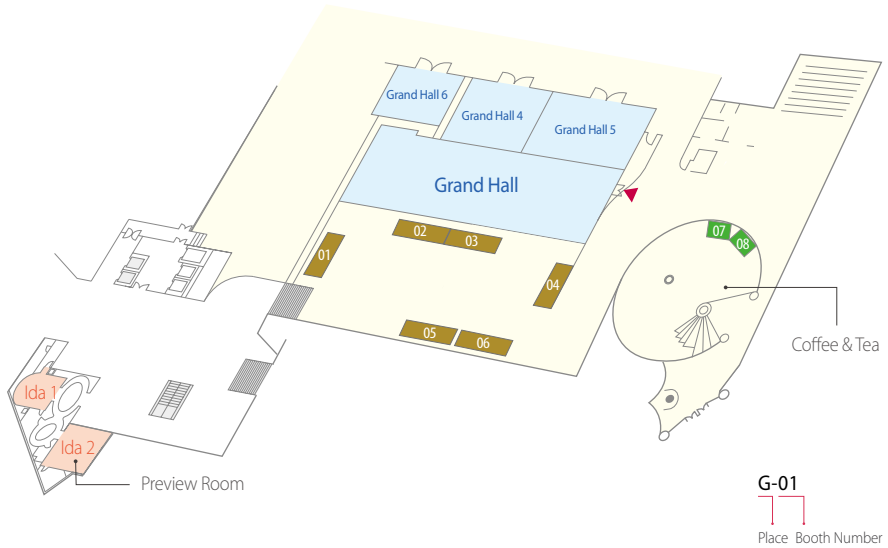 Grand Hall 6
Grand Hall 4
Grand Hall 5
Grand Hall
01
02
03
04
05
06
07
08
Coffee & Tea
Ida 1
Ida 2
Preview Room
G-01
Place Booth Number